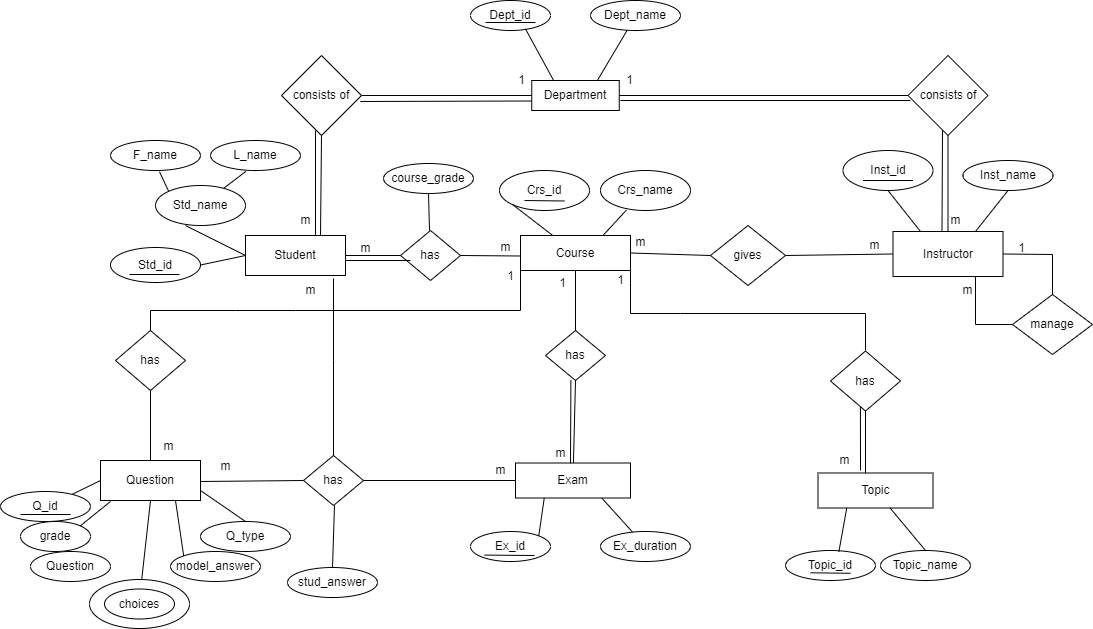 Dept_id
Dept_name
1
1
consists of
Department
consists of
F_name
L_name
course_grade
Crs_id
Crs_name
Inst_id
Inst_name
Std_name
m
m
Std_id
Student
m
has
m
Course
m
gives
m
Instructor
1
m
1
1
1
m
manage
has
has
has
m
m
m
m
m
Question
has
Exam
Topic
Q_id
grade
Question
Q_type
model_answer
choices
stud_answer
Ex_id
Ex_duration
Topic_id
Topic_name